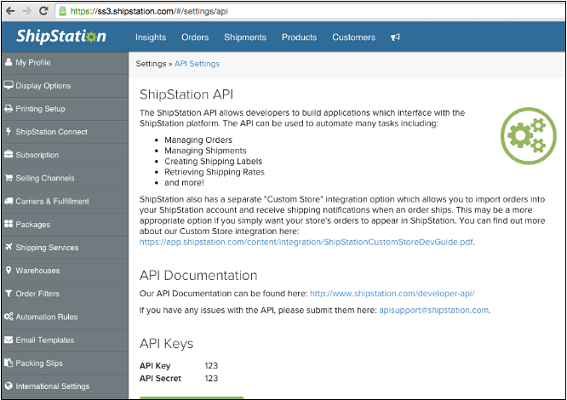 https://ss3.shipstation.com/#/settings/api
ShipStation
Insights Orders Shipments Products Customers
My Profile
Display Options
Printing Setup
ShipStation Connect
Subscription
Selling Channels
Carriers & Fulfillment
Packages
Shipping Services
Warehouses
Order Filters
Automation Rules
Email Templates
Packing Slips
International Settings
Settings » API Settings
ShipStation API
The ShipStation API allows developers to build applications which interface with the
ShipStation platform. The API can be used to automate many tasks including:
• Managing Orders
• Managing Shipments
• Creating Shipping Labels
• Retrieving Shipping Rates
• and more!
ShipStation also has a separate "Custom Store" integration option which allows you to import orders into
your ShipStation account and receive shipping notifications when an order ships. This may be a more
appropriate option if you simply want your store's orders to appear in ShipStation. You can find out more
about our Custom Store integration here:
https://app.shipstation.com/content/integration/ShipStationCustomStoreDevGuide.pdf.
API Documentation
Our API Documentation can be found here: http://www.shipstation.com/developer-api/
If you have any issues with the API, please submit them here: apisupport@shipstation.com.
API Keys
API Key 123
API Secret 123